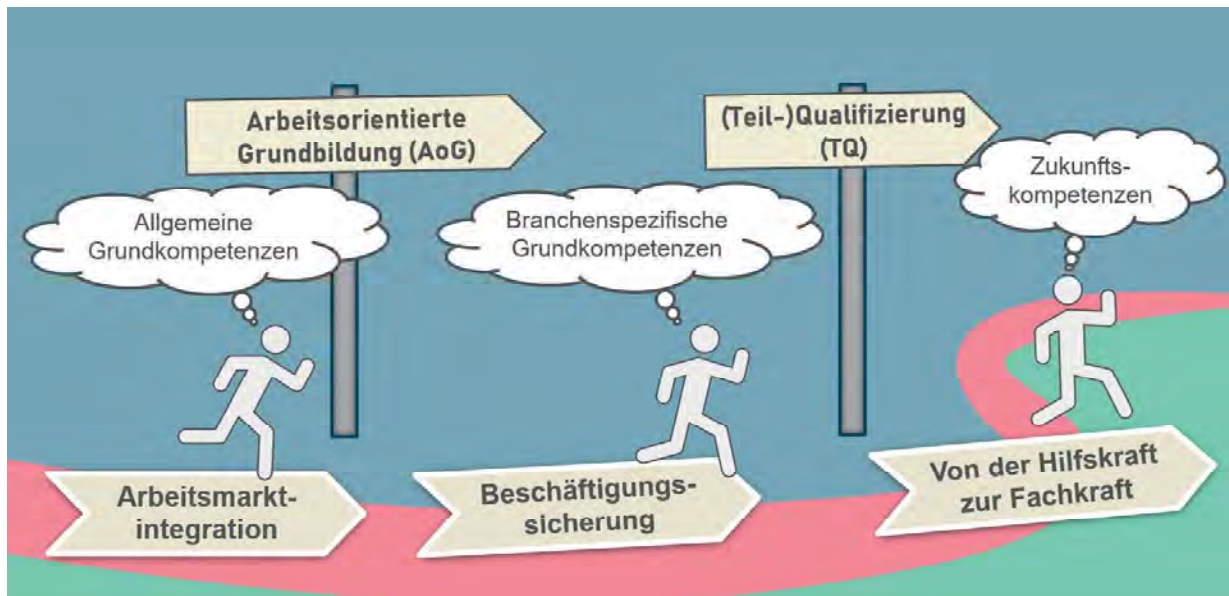 Arbeitsorientierte
Grundbildung (AoG)
(Teil-)Qualifizierung
(TQ)
Allgemeine
Grundkompetenzen
Branchenspezifische
Grundkompetenzen
Zukunfts-
kompetenzen
Arbeitsmarkt-
integration
Beschäftigungs-
sicherung
Von der Hilfskraft
zur Fachkraft